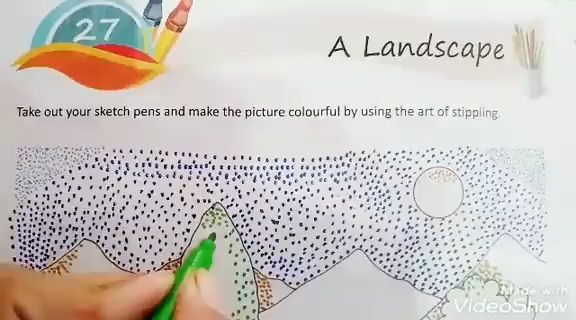 27
A Landscape
Take out your sketch pens and make the picture colourful by using the art of stippling.
Made with
VideoShow